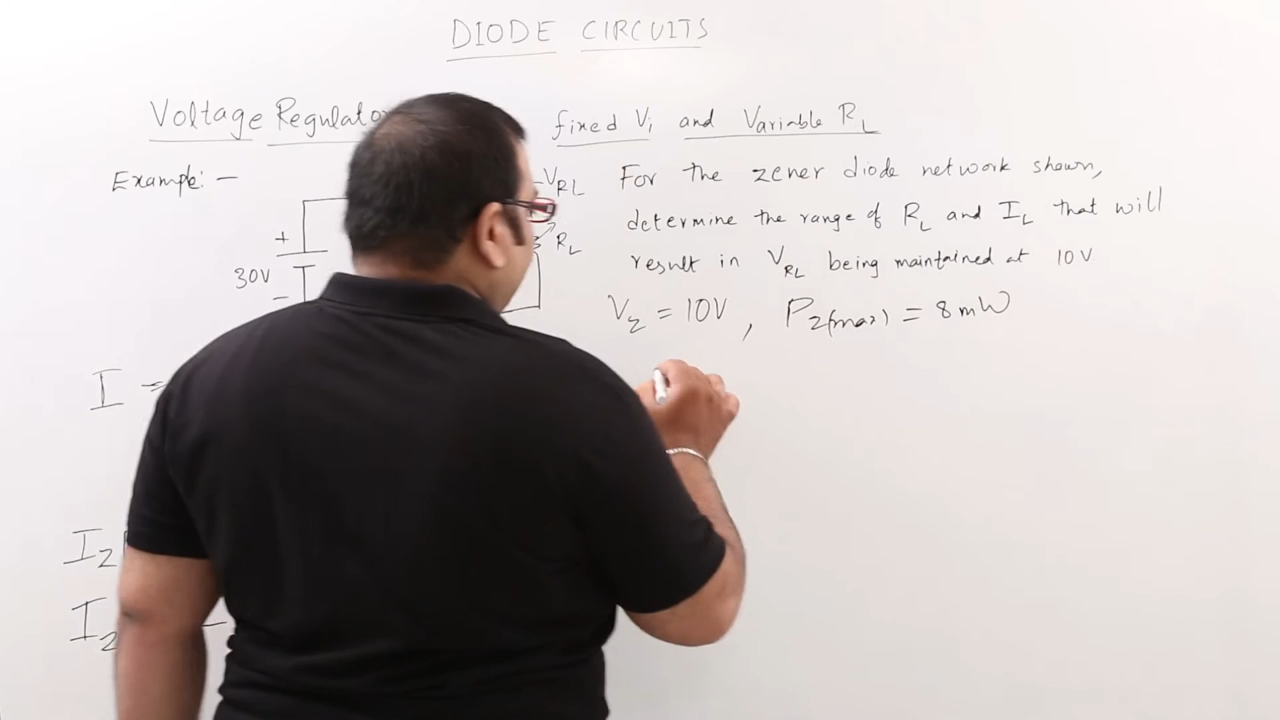 DIODE CIRCUITS
Voltage Regulato
fixed Vi and Variable RL
Example: -
VRL
For the zener diode network shown,
+
determine the range of RL and IL that will
RL
30V
result in VRL being maintained at 10V
-
VZ = 10V, PZ(max) = 8mW
I =
IZ
IZ -